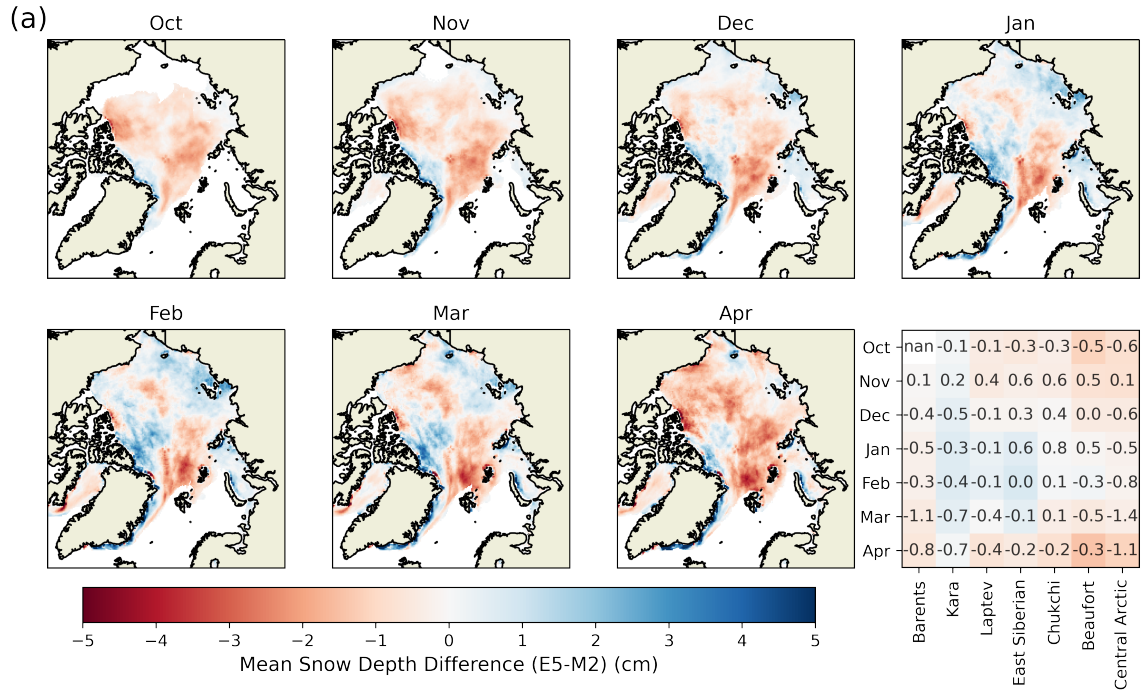 (a)
Oct Nov Dec Jan
Feb Mar Apr
Oct nan -0.1 -0.1 -0.3 -0.3 -0.5 -0.6
Nov 0.1 0.2 0.4 0.6 0.6 0.5 0.1
Dec -0.4 -0.5 -0.1 0.3 0.4 0.0 -0.6
Jan -0.5 -0.3 -0.1 0.6 0.8 0.5 -0.5
Feb -0.3 -0.4 -0.1 0.0 0.1 -0.3 -0.8
Mar -1.1 -0.7 -0.4 -0.1 0.1 -0.5 -1.4
Apr -0.8 -0.7 -0.4 -0.2 -0.2 -0.3 -1.1
Barents Kara Laptev East Siberian Chukchi Beaufort Central Arctic
−5 −4 −3 −2 −1 0 1 2 3 4 5
Mean Snow Depth Difference (E5-M2) (cm)